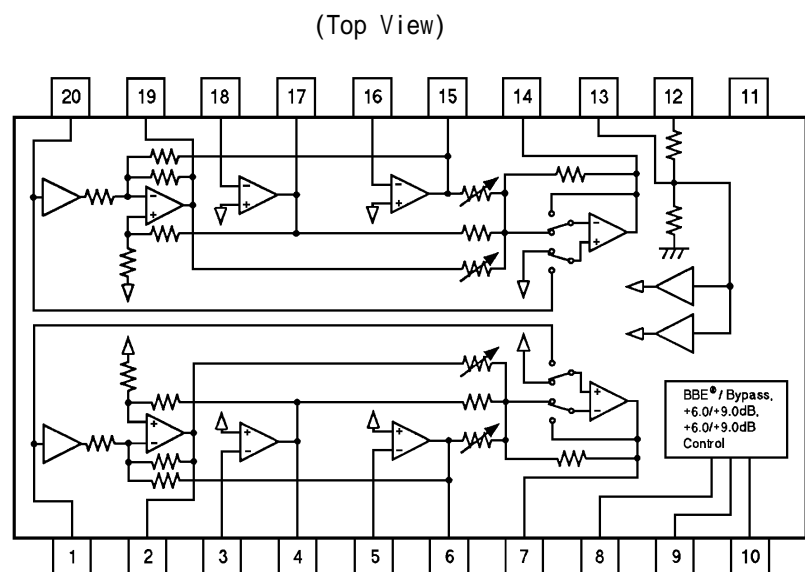 (Top View)
20 19 18 17 16 15 14 13 12 11
BBE® / Bypass,
+6.0/+9.0dB,
+6.0/+9.0dB
Control
1 2 3 4 5 6 7 8 9 10